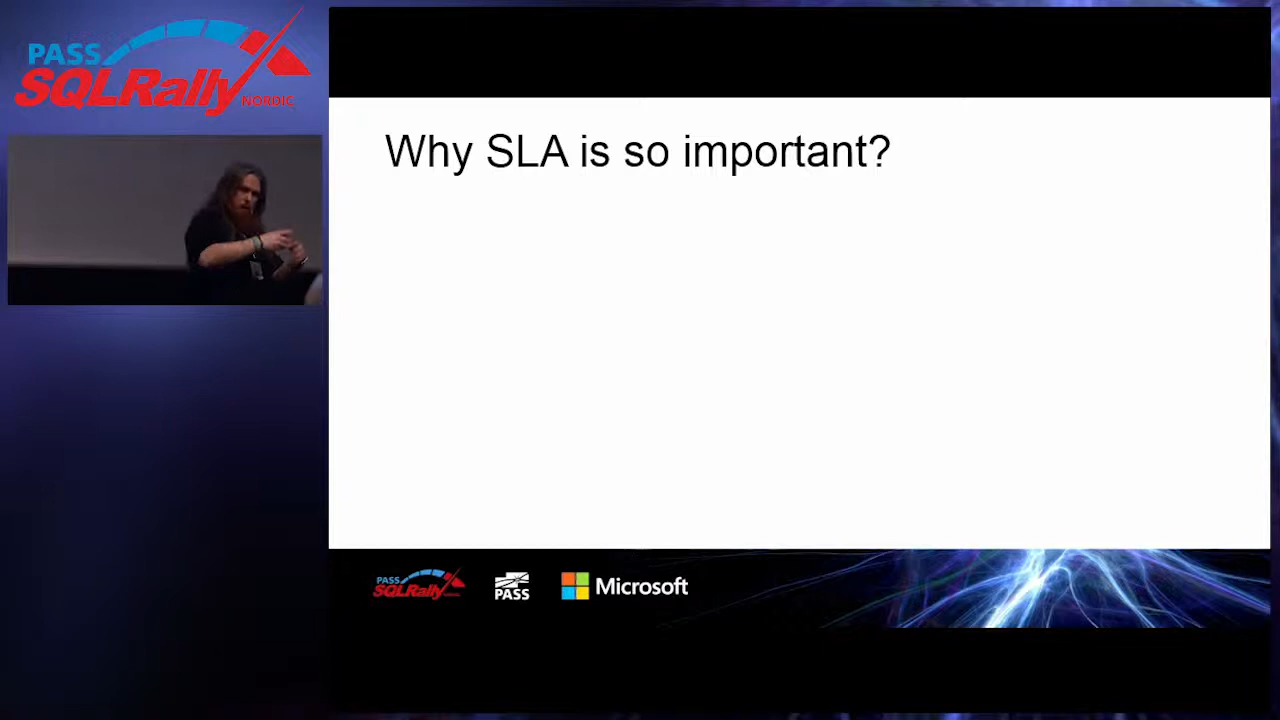 PASS
SQLRally
NORDIC
Why SLA is so important?
PASS
SQLRally
PASS
Microsoft